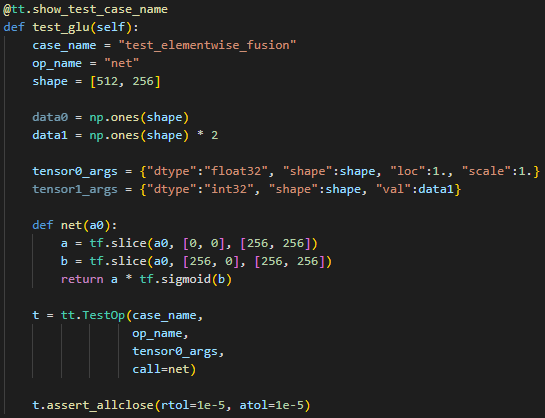 @tt.show_test_case_name
def test_glu(self):
    case_name = "test_elementwise_fusion"
    op_name = "net"
    shape = [512, 256]

    data0 = np.ones(shape)
    data1 = np.ones(shape) * 2

    tensor0_args = {"dtype":"float32", "shape":shape, "loc":1., "scale":1.}
    tensor1_args = {"dtype":"int32", "shape":shape, "val":data1}

    def net(a0):
        a = tf.slice(a0, [0, 0], [256, 256])
        b = tf.slice(a0, [256, 0], [256, 256])
        return a * tf.sigmoid(b)

    t = tt.TestOp(case_name,
                  op_name,
                  tensor0_args,
                  call=net)

    t.assert_allclose(rtol=1e-5, atol=1e-5)